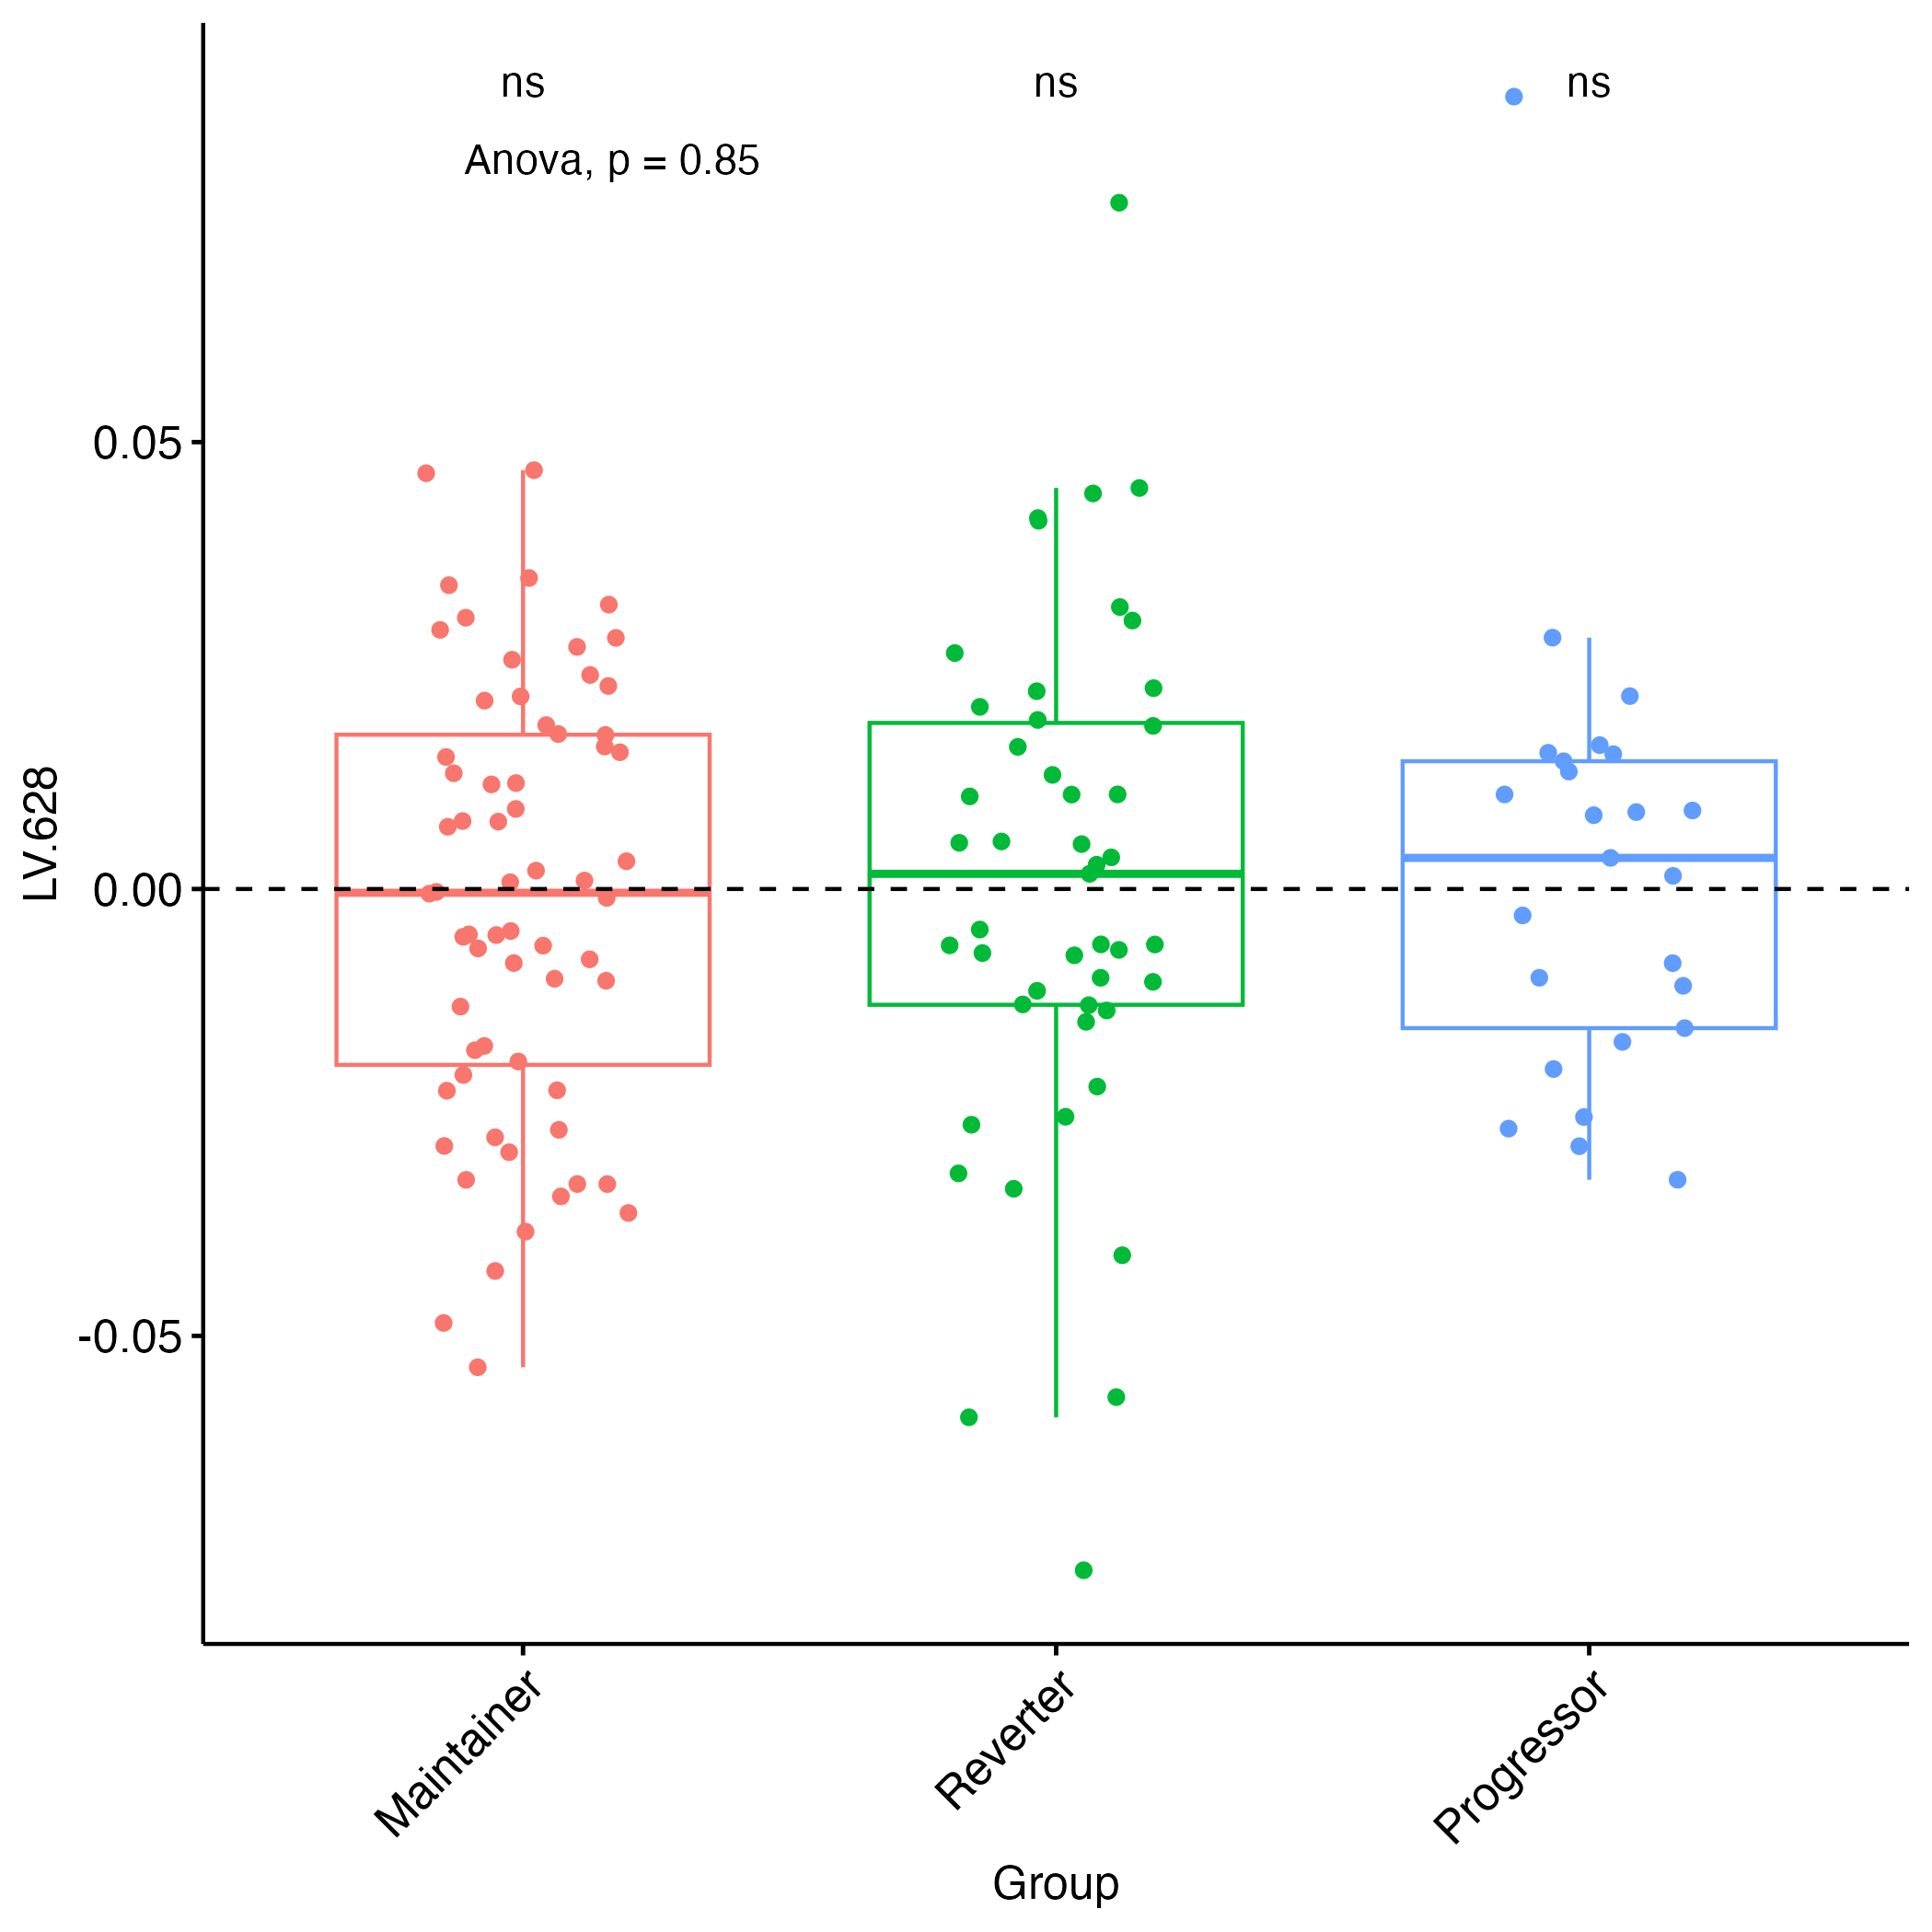 ns
ns
ns
Anova, p = 0.85
0.05
0.00
-0.05
LV.628
Maintainer
Reverter
Progressor
Group